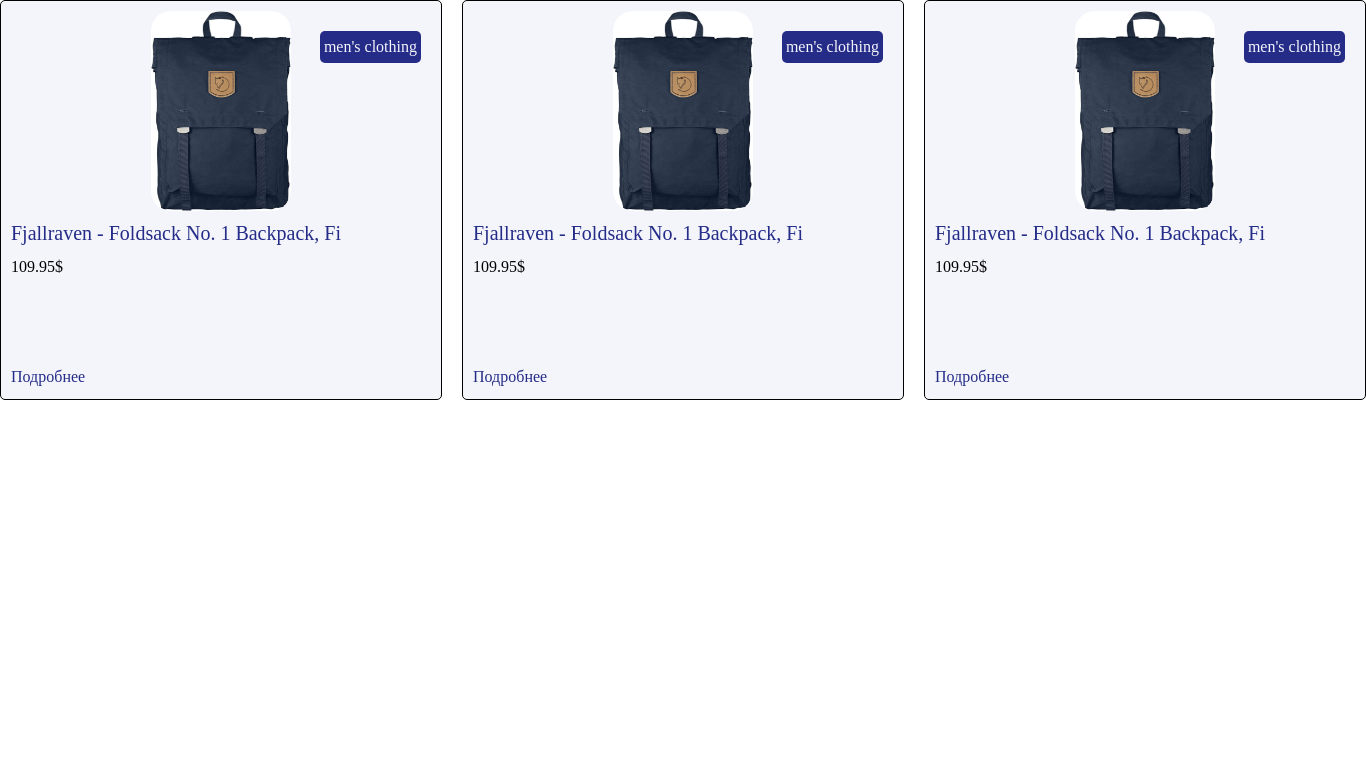 men's clothing
Fjallraven - Foldsack No. 1 Backpack, Fi
109.95$
Подробнее
men's clothing
Fjallraven - Foldsack No. 1 Backpack, Fi
109.95$
Подробнее
men's clothing
Fjallraven - Foldsack No. 1 Backpack, Fi
109.95$
Подробнее